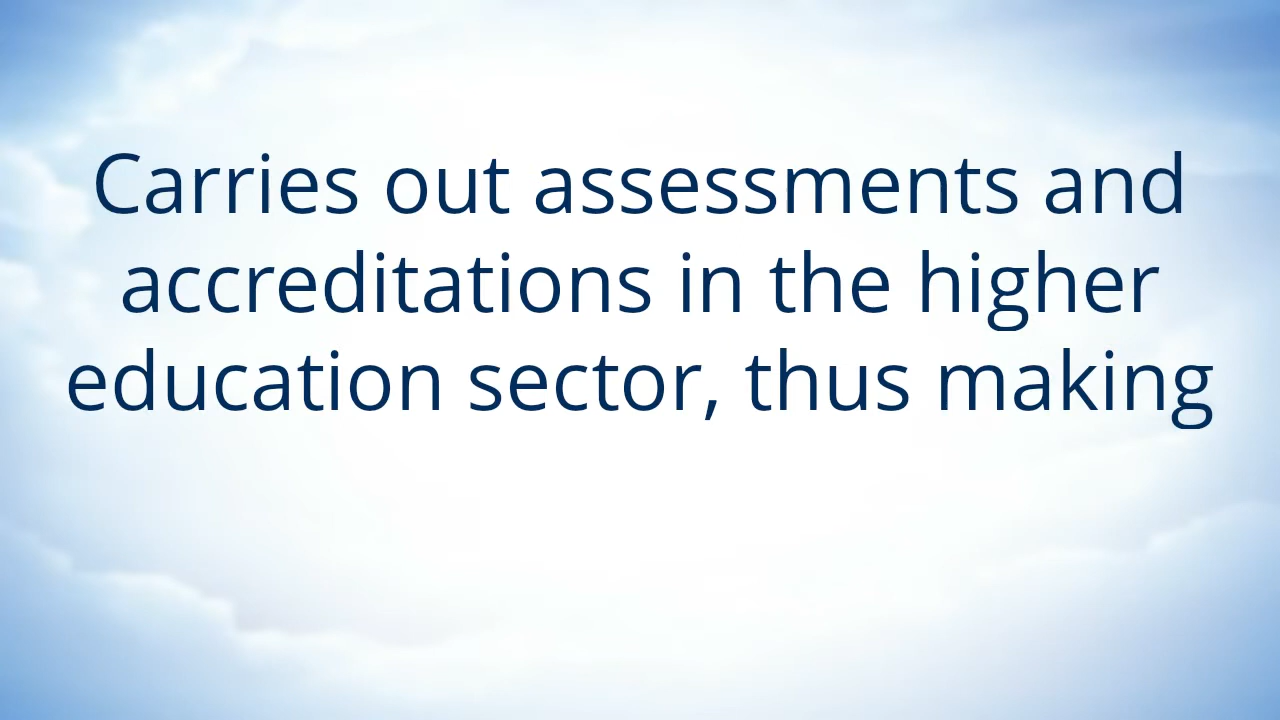 Carries out assessments and
accreditations in the higher
education sector, thus making